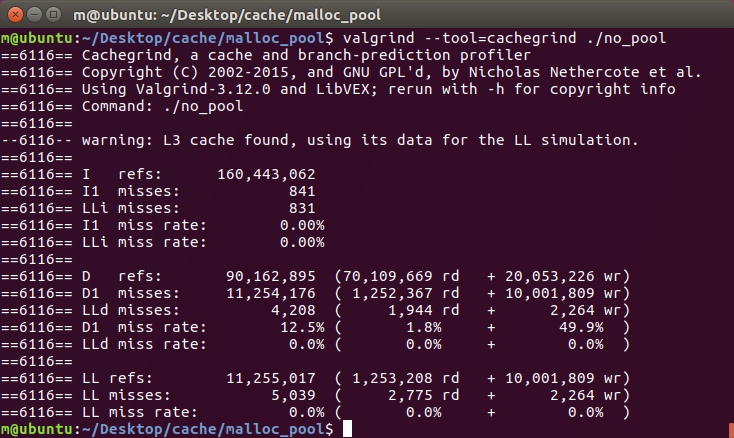 m@ubuntu: ~/Desktop/cache/malloc_pool
m@ubuntu:~/Desktop/cache/malloc_pool$ valgrind --tool=cachegrind ./no_pool
==6116== Cachegrind, a cache and branch-prediction profiler
==6116== Copyright (C) 2002-2015, and GNU GPL'd, by Nicholas Nethercote et al.
==6116== Using Valgrind-3.12.0 and LibVEX; rerun with -h for copyright info
==6116== Command: ./no_pool
==6116==
--6116-- warning: L3 cache found, using its data for the LL simulation.
==6116==
==6116== I   refs:      160,443,062
==6116== I1  misses:            841
==6116== LLi misses:            831
==6116== I1  miss rate:        0.00%
==6116== LLi miss rate:        0.00%
==6116==
==6116== D   refs:       90,162,895  (70,109,669 rd   + 20,053,226 wr)
==6116== D1  misses:     11,254,176  ( 1,252,367 rd   + 10,001,809 wr)
==6116== LLd misses:          4,208  (     1,944 rd   +      2,264 wr)
==6116== D1  miss rate:        12.5% (       1.8%     +       49.9%  )
==6116== LLd miss rate:         0.0% (       0.0%     +        0.0%  )
==6116==
==6116== LL refs:        11,255,017  ( 1,253,208 rd   + 10,001,809 wr)
==6116== LL misses:           5,039  (     2,775 rd   +      2,264 wr)
==6116== LL miss rate:          0.0% (       0.0%     +        0.0%  )
m@ubuntu:~/Desktop/cache/malloc_pool$